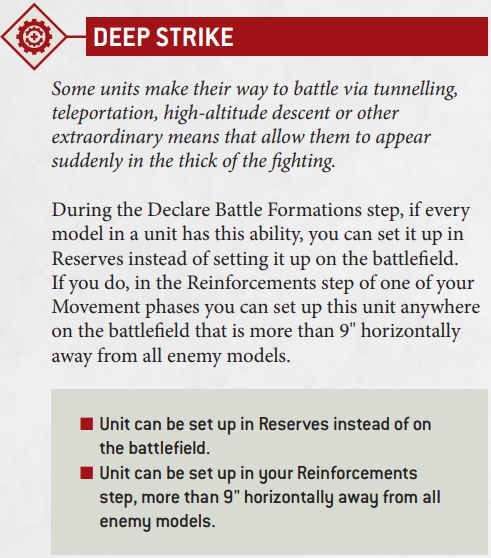 DEEP STRIKE
Some units make their way to battle via tunnelling,
teleportation, high-altitude descent or other
extraordinary means that allow them to appear
suddenly in the thick of the fighting.
During the Declare Battle Formations step, if every
model in a unit has this ability, you can set it up in
Reserves instead of setting it up on the battlefield.
If you do, in the Reinforcements step of one of your
Movement phases you can set up this unit anywhere
on the battlefield that is more than 9" horizontally
away from all enemy models.
■ Unit can be set up in Reserves instead of on
the battlefield.
■ Unit can be set up in your Reinforcements
step, more than 9" horizontally away from all
enemy models.